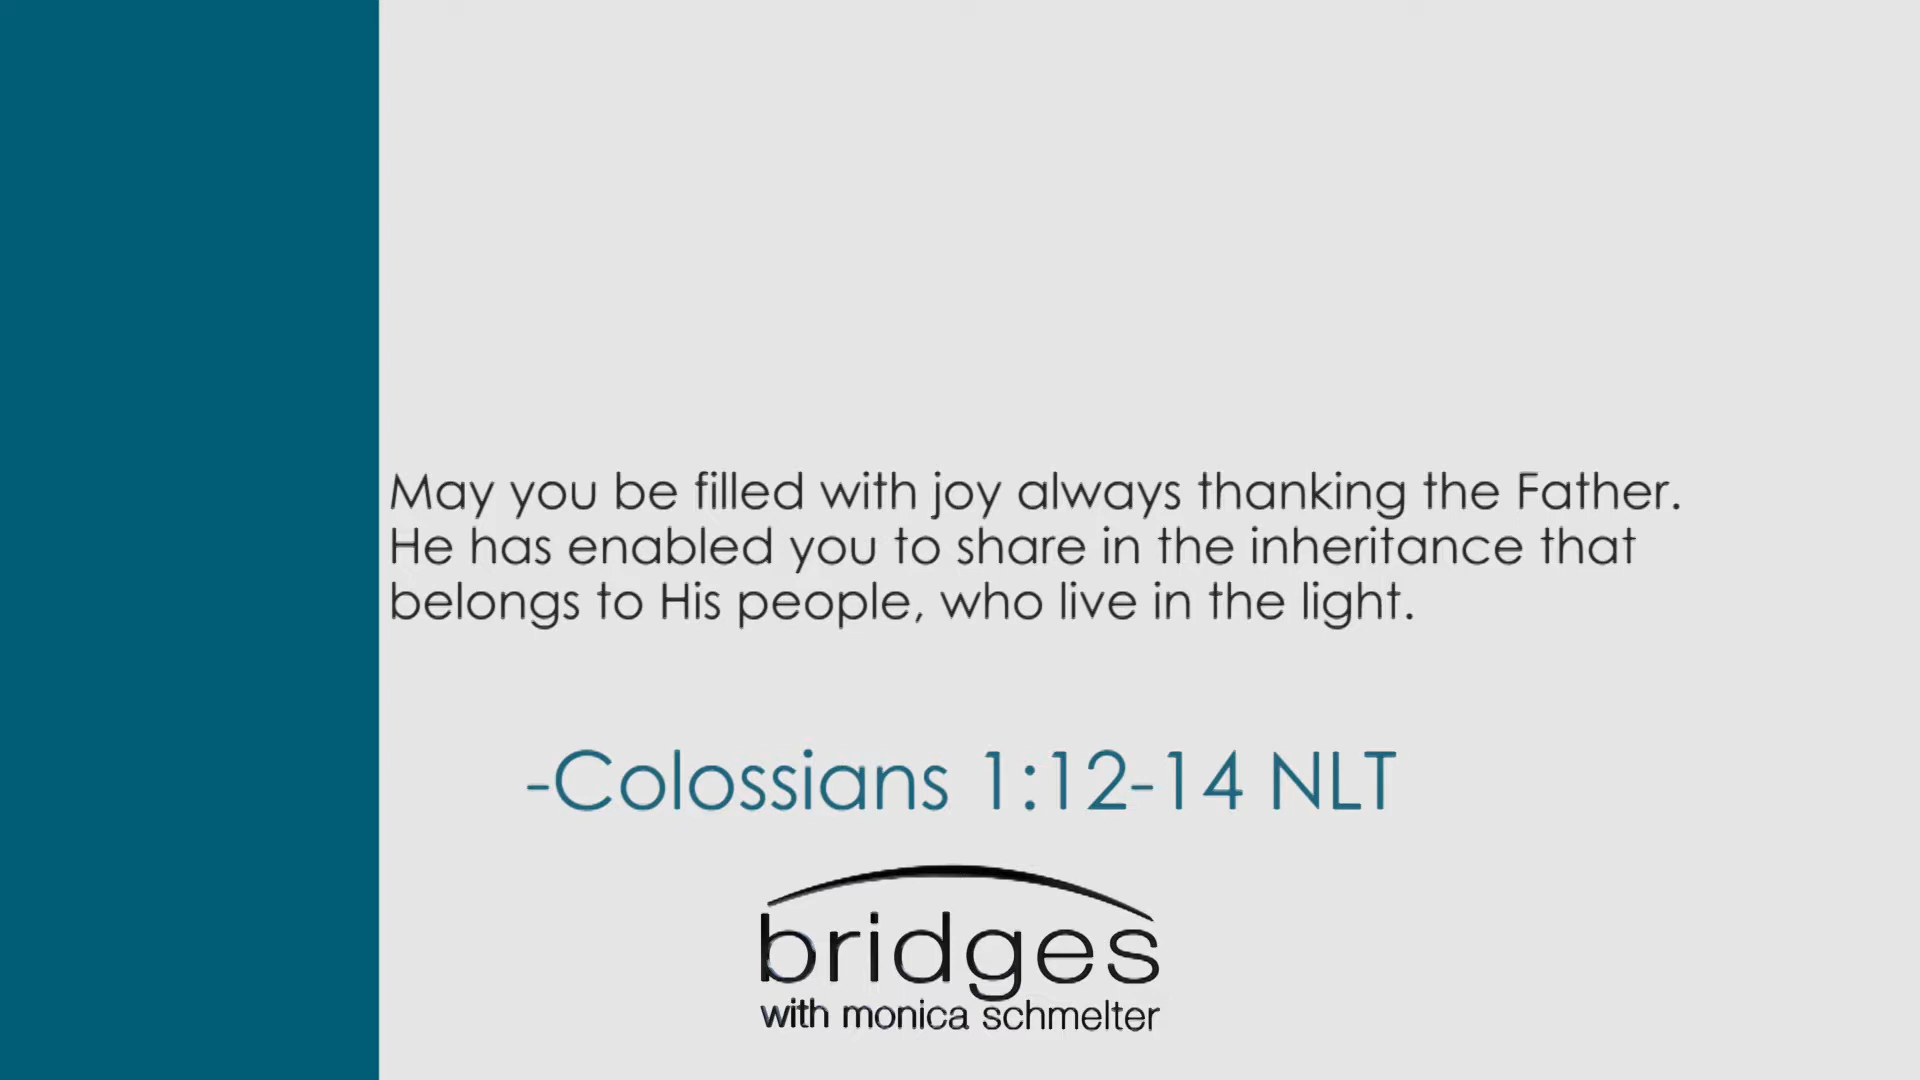 May you be filled with joy always thanking the Father.
He has enabled you to share in the inheritance that
belongs to His people, who live in the light.
-Colossians 1:12-14 NLT
bridges
with monica schmelter